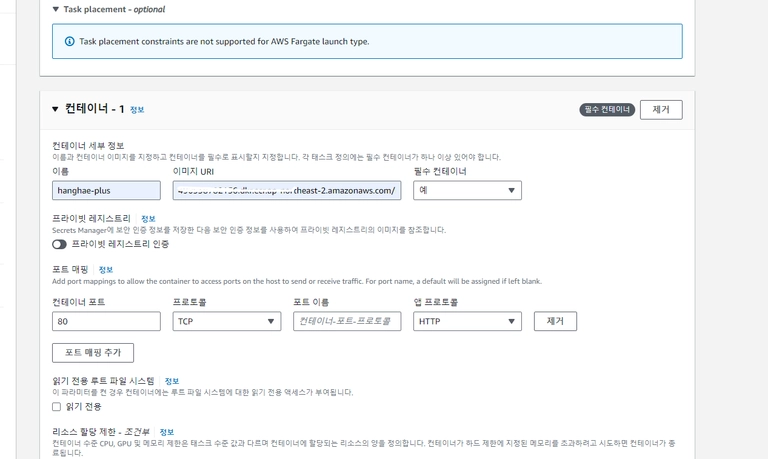 ▼ Task placement - optional
Task placement constraints are not supported for AWS Fargate launch type.
▼ 컨테이너 - 1 정보
필수 컨테이너 제거
컨테이너 세부 정보
이름과 컨테이너 이미지를 지정하고 컨테이너를 필수로 표시할지 지정합니다. 각 태스크 정의에는 필수 컨테이너가 하나 이상 있어야 합니다.
이름 이미지 URI 필수 컨테이너
hanghae-plus cheast-2.amazonaws.com/ 예
프라이빗 레지스트리 정보
Secrets Manager에 보안 인증 정보를 저장한 다음 보안 인증 정보를 사용하여 프라이빗 레지스트리의 이미지를 참조합니다.
프라이빗 레지스트리 인증
포트 매핑 정보
Add port mappings to allow the container to access ports on the host to send or receive traffic. For port name, a default will be assigned if left blank.
컨테이너 포트 프로토콜 포트 이름 앱 프로토콜
80 TCP 컨테이너-포트-프로토콜 HTTP 제거
포트 매핑 추가
읽기 전용 루트 파일 시스템 정보
이 파라미터를 켠 경우 컨테이너에는 루트 파일 시스템에 대한 읽기 전용 액세스가 부여됩니다.
읽기 전용
리소스 할당 제한 - 조건부 정보
컨테이너 수준 CPU, GPU 및 메모리 제한은 태스크 수준 값과 다르며 컨테이너에 할당되는 리소스의 양을 정의합니다. 컨테이너가 하드 제한에 지정된 메모리를 초과하려고 시도하면 컨테이너가 종
료됩니다.